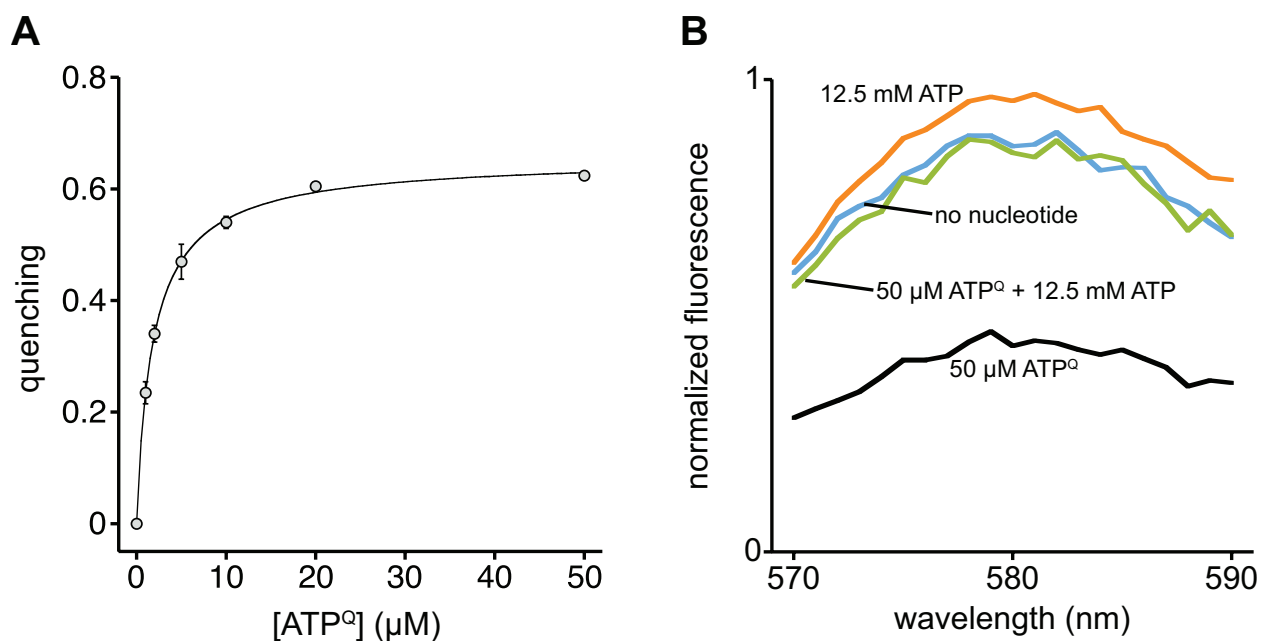 A
0.8
0.6
0.4
0.2
0
quenching
0
10
20
30
40
50
[ATPQ] (μM)
B
1
0
normalized fluorescence
12.5 mM ATP
no nucleotide
50 μM ATPQ + 12.5 mM ATP
50 μM ATPQ
570
580
590
wavelength (nm)